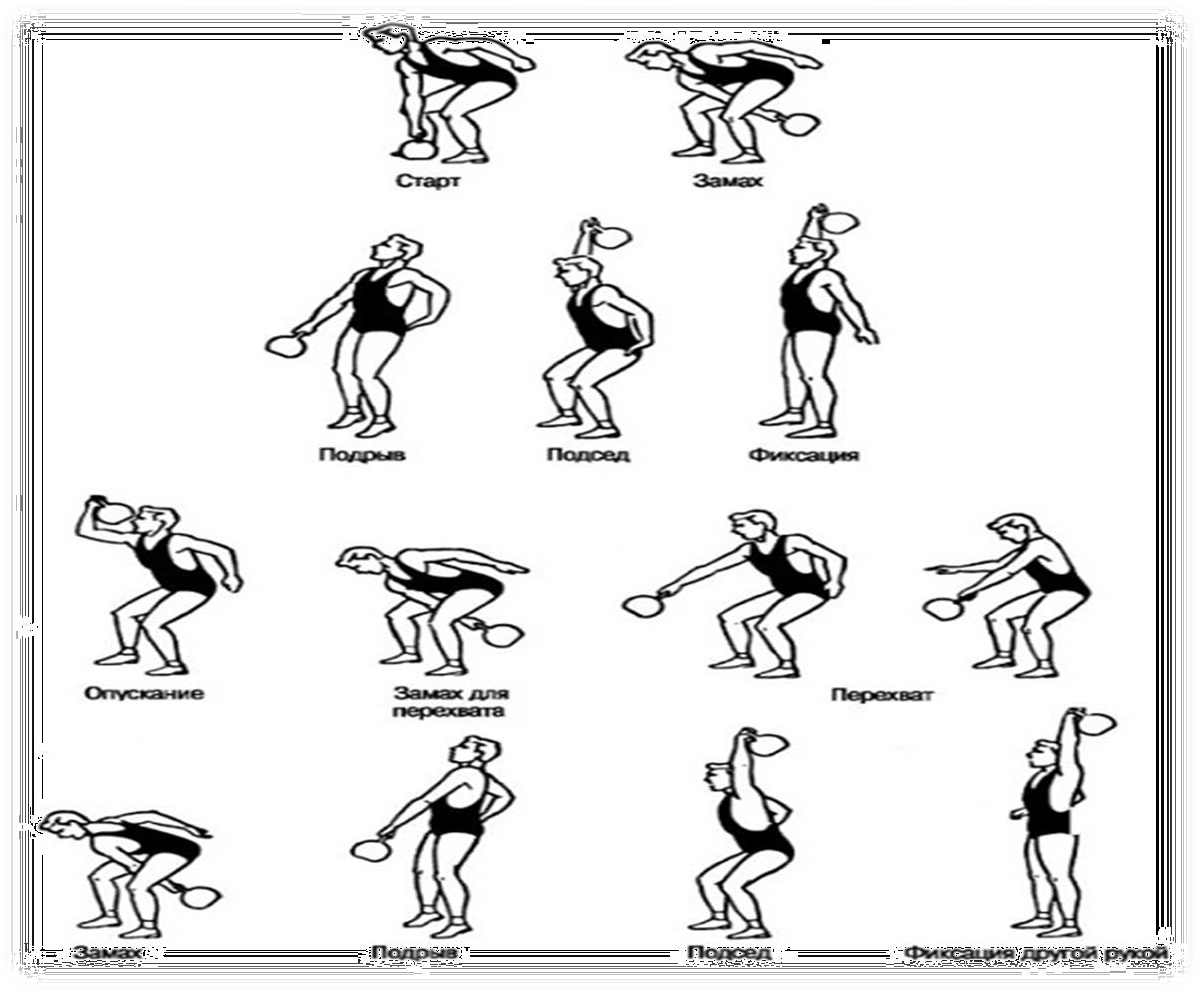 Старт
Замах
Подрыв
Подсед
Фиксация
Опускание
Замах для
перехвата
Перехват
Замах
Подрыв
Подсед
Фиксация другой рукой